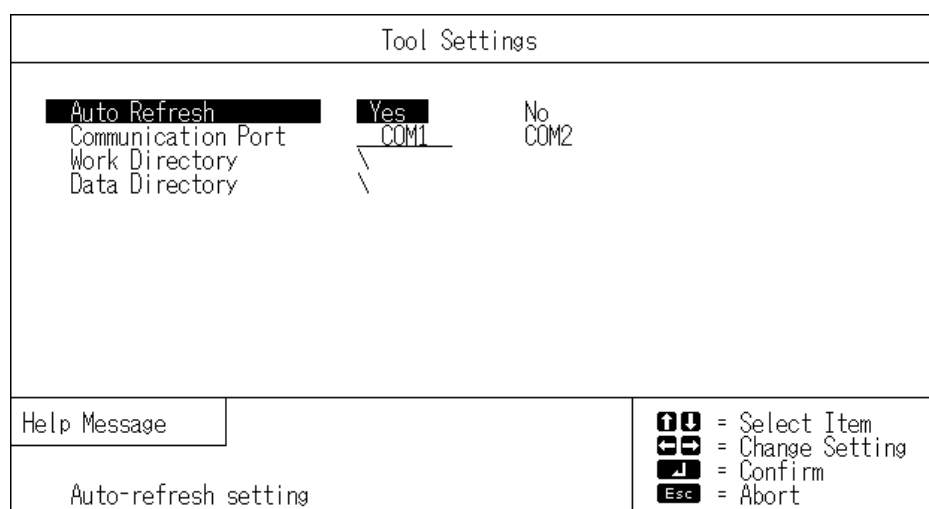 Tool Settings
Auto Refresh Yes No
Communication Port COM1 COM2
Work Directory \
Data Directory \
Help Message
Auto-refresh setting
↑↓ = Select Item
←→ = Change Setting
↵ = Confirm
Esc = Abort